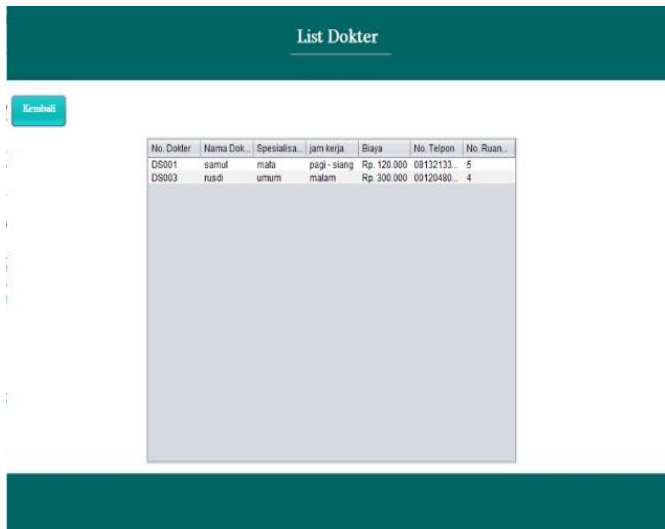 List Dokter
Kembali
No. Dokter Nama Dok... Spesialisa... jam kerja Biaya No. Telpon No. Ruan...
DS001 samul mata pagi - siang Rp. 120.000 08132133... 5
DS003 rusdi umum malam Rp. 300.000 00120480... 4